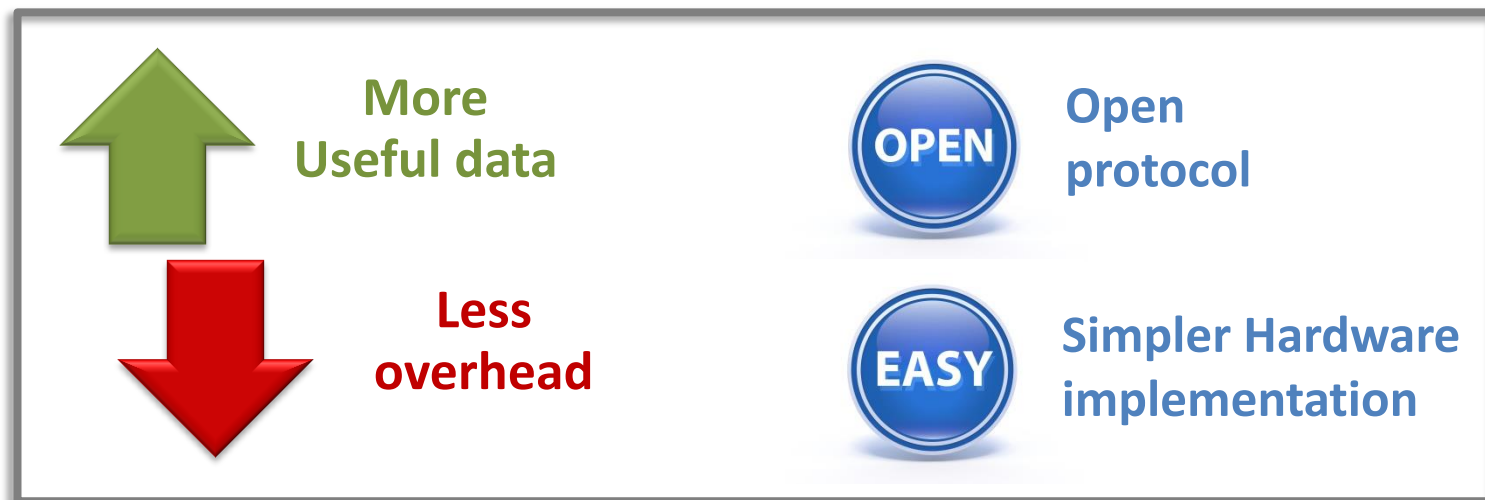 More
Useful data
Less
overhead
OPEN
Open
protocol
EASY
Simpler Hardware
implementation